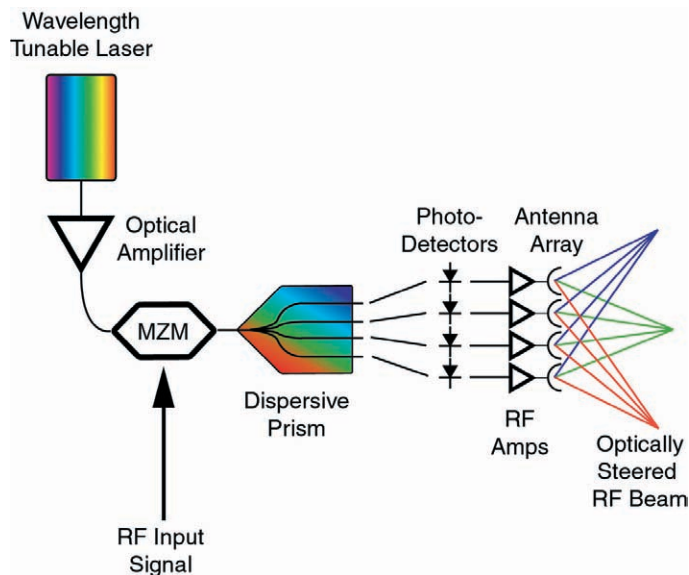 Wavelength
Tunable Laser
Optical
Amplifier
MZM
RF Input
Signal
Dispersive
Prism
Photo-
Detectors
Antenna
Array
RF
Amps
Optically
Steered
RF Beam